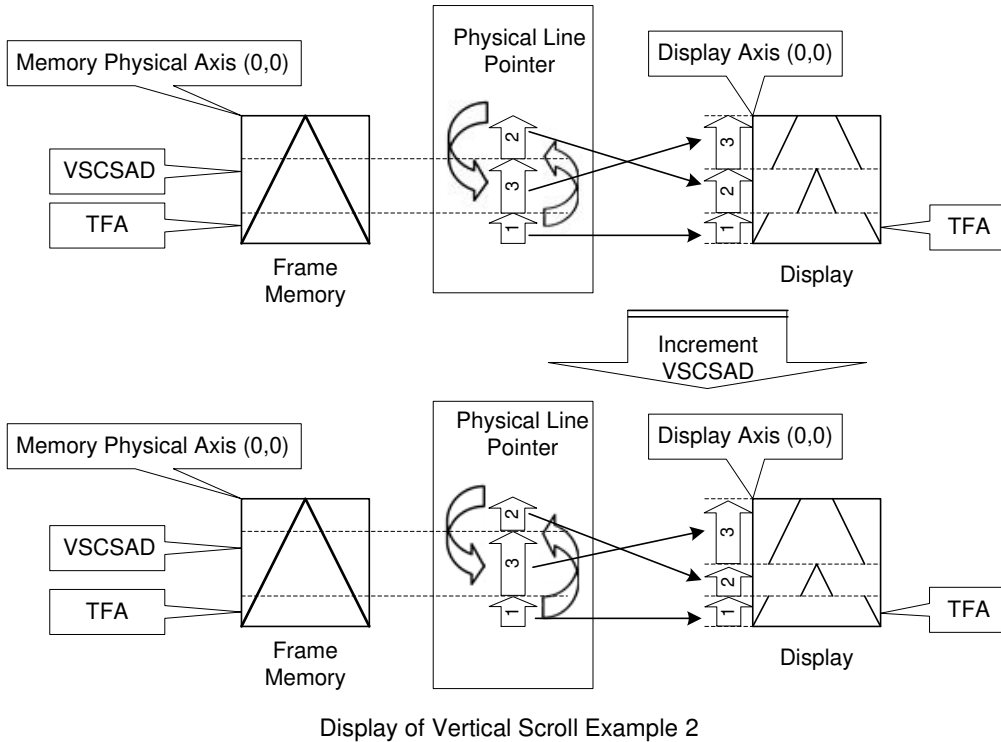 Physical Line
Pointer
Memory Physical Axis (0,0)
Display Axis (0,0)
VSCSAD
TFA
2
3
1
3
2
1
TFA
Frame
Memory
Display
Increment
VSCSAD
Physical Line
Pointer
Memory Physical Axis (0,0)
Display Axis (0,0)
VSCSAD
TFA
2
3
1
3
2
1
TFA
Frame
Memory
Display
Display of Vertical Scroll Example 2